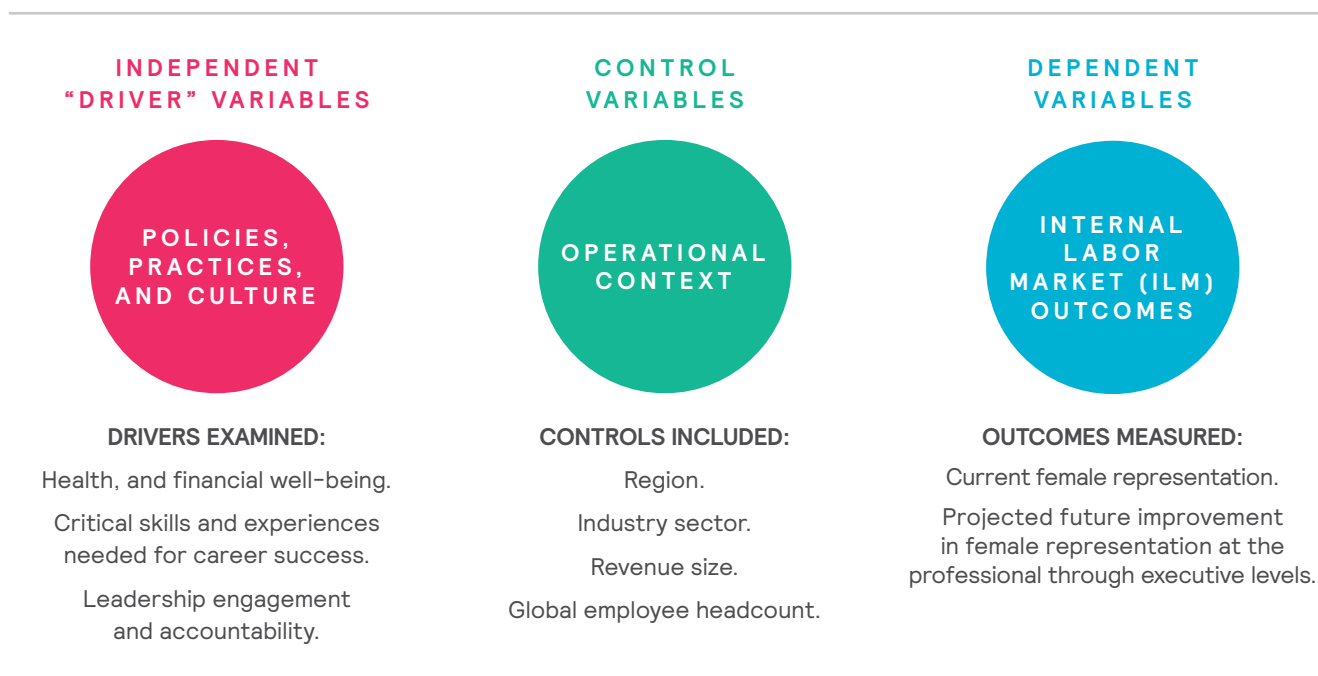 INDEPENDENT
“DRIVER” VARIABLES
POLICIES,
PRACTICES,
AND CULTURE
DRIVERS EXAMINED:
Health, and financial well-being.
Critical skills and experiences
needed for career success.
Leadership engagement
and accountability.
CONTROL
VARIABLES
OPERATIONAL
CONTEXT
CONTROLS INCLUDED:
Region.
Industry sector.
Revenue size.
Global employee headcount.
DEPENDENT
VARIABLES
INTERNAL
LABOR
MARKET (ILM)
OUTCOMES
OUTCOMES MEASURED:
Current female representation.
Projected future improvement
in female representation at the
professional through executive levels.